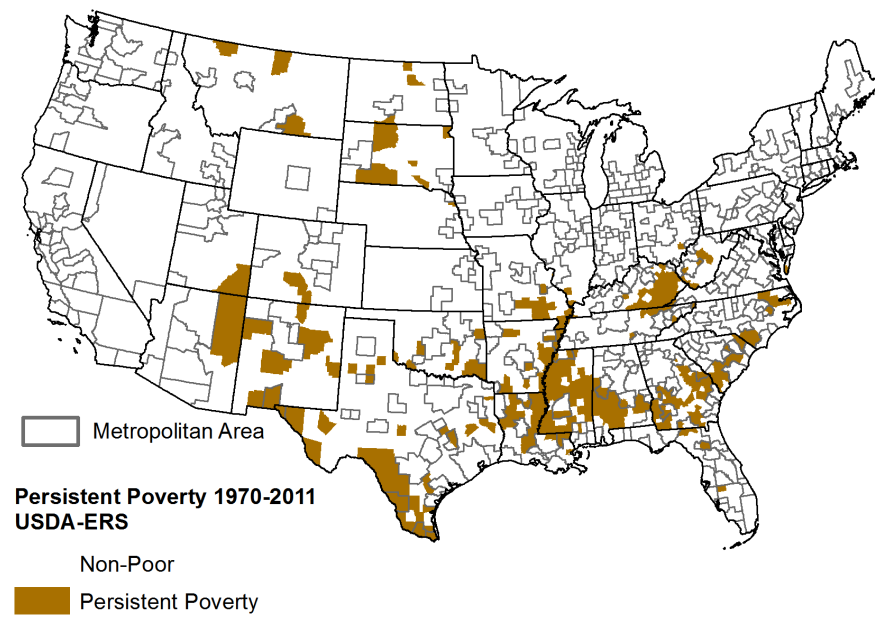 Metropolitan Area
Persistent Poverty 1970-2011
USDA-ERS
Non-Poor
Persistent Poverty